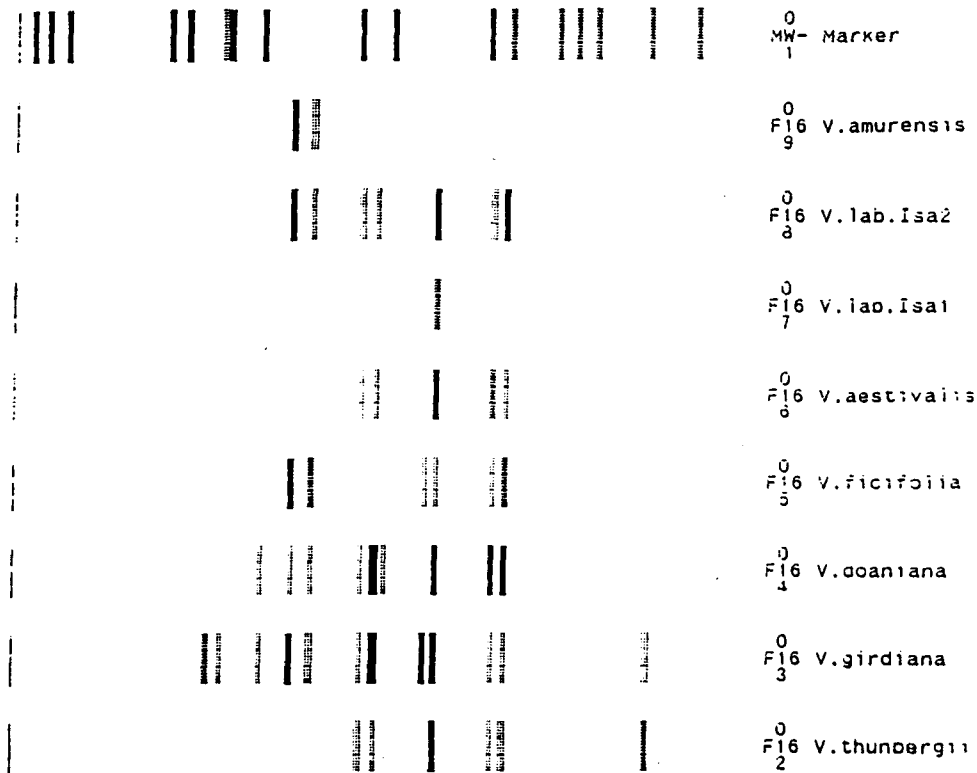 0
MW- Marker
1
0
F16 V.amurensis
9
0
F16 V.lab.Isa2
8
0
F16 V.lab.Isa1
7
0
F16 V.aestivalis
6
0
F16 V.ficifolia
5
0
F16 V.doaniana
4
0
F16 V.girdiana
3
0
F16 V.thunbergii
2